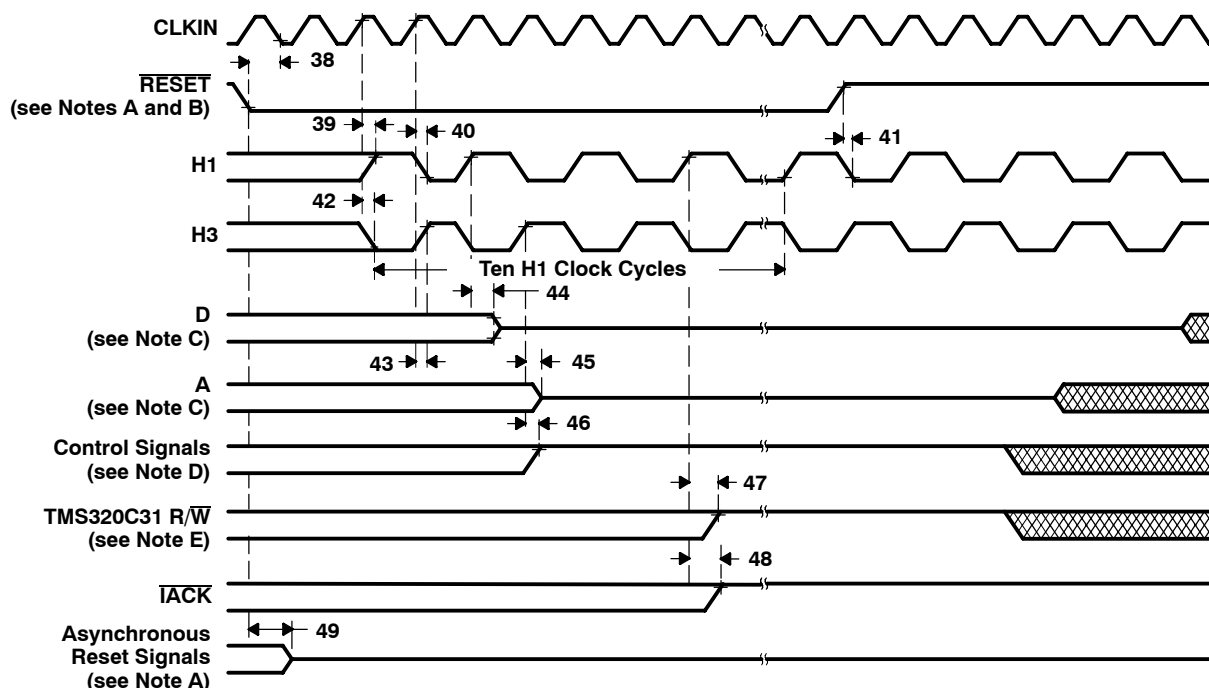 CLKIN
38
RESET
(see Notes A and B)
39
40
41
H1
42
H3
Ten H1 Clock Cycles
44
D
(see Note C)
43
45
A
(see Note C)
46
Control Signals
(see Note D)
47
TMS320C31 R/W
(see Note E)
48
IACK
49
Asynchronous
Reset Signals
(see Note A)